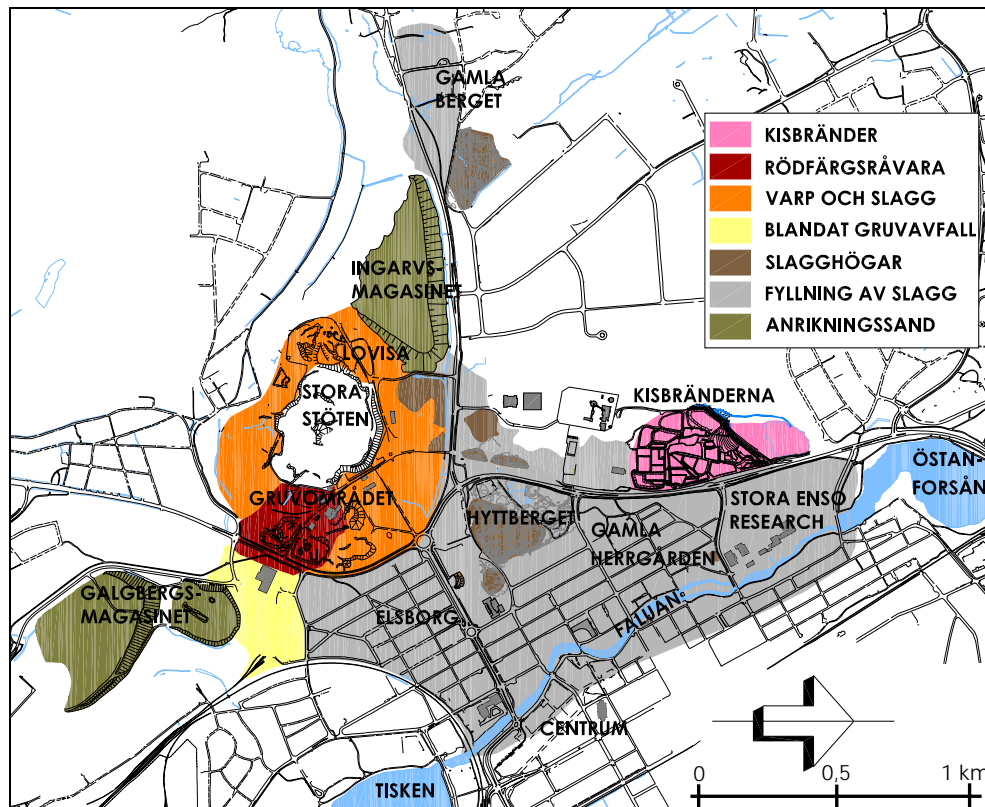 GAMLA
BERGET
KISBRÄNDER
RÖDFÄRGSRÅVARA
VARP OCH SLAGG
BLANDAT GRUVAVFALL
SLAGGHÖGAR
FYLLNING AV SLAGG
ANRIKNINGSSAND
INGARVS-
MAGASINET
LOVISA
STORA
STÖTEN
KISBRÄNDERNA
ÖSTAN-
FORSÅN
GRUVOMRÅDET
HYTTBERGET
STORA ENSO
RESEARCH
GAMLA
HERRGÅRDEN
GALGBERGS-
MAGASINET
ELSBORG
FALUAN-
CENTRUM
TISKEN
0 0,5 1 km